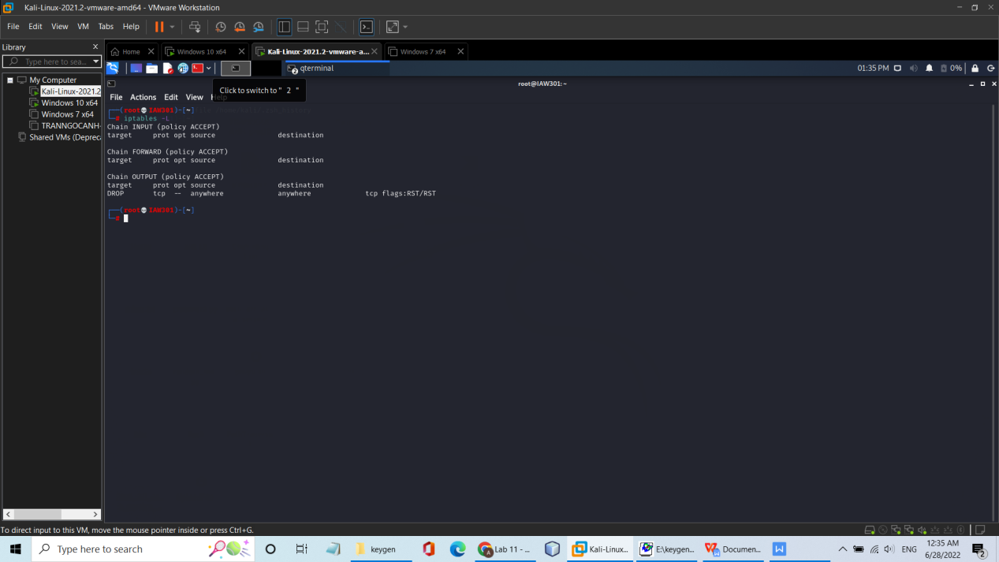 Kali-Linux-2021.2-vmware-amd64 - VMware Workstation
File Edit View VM Tabs Help
Library
Type here to sea...
My Computer
Kali-Linux-2021.2
Windows 10 x64
Windows 7 x64
TRANNGOCANH-
Shared VMs (Depreca
Home
Windows 10 x64
Kali-Linux-2021.2-vmware-a...
Windows 7 x64
qterminal
2
01:35 PM
0%
root@IAW301: ~
File Actions Edit View Help
Click to switch to " 2 "
(root💀IAW301)-[~]
# iptables -L
Chain INPUT (policy ACCEPT)
target prot opt source destination
Chain FORWARD (policy ACCEPT)
target prot opt source destination
Chain OUTPUT (policy ACCEPT)
target prot opt source destination
DROP tcp -- anywhere anywhere tcp flags:RST/RST
(root💀IAW301)-[~]
#
To direct input to this VM, move the mouse pointer inside or press Ctrl+G.
Type here to search
keygen
Lab 11 - ...
Kali-Linux...
E:\keygen...
Documen...
ENG
12:35 AM
6/28/2022
2